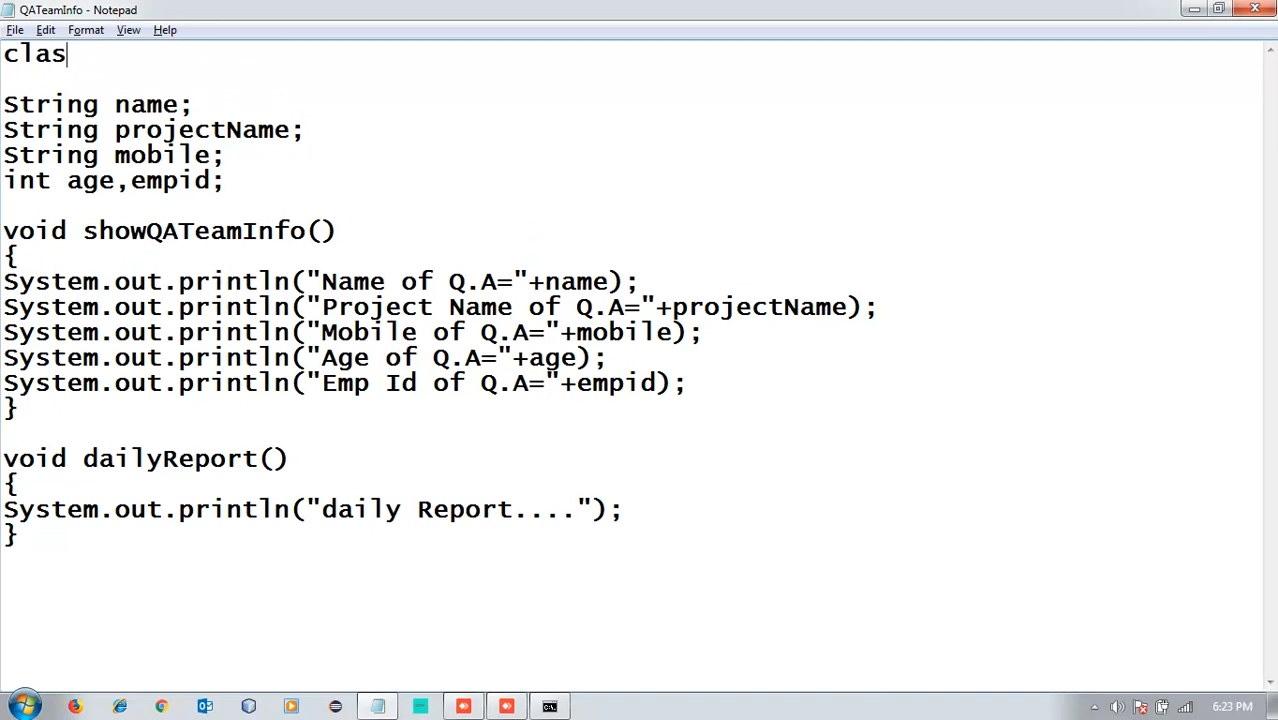 QATeamInfo - Notepad
File Edit Format View Help
clas
String name;
String projectName;
String mobile;
int age,empid;
void showQATeamInfo()
{
System.out.println("Name of Q.A="+name);
System.out.println("Project Name of Q.A="+projectName);
System.out.println("Mobile of Q.A="+mobile);
System.out.println("Age of Q.A="+age);
System.out.println("Emp Id of Q.A="+empid);
}
void dailyReport()
{
System.out.println("daily Report....");
}
6:23 PM